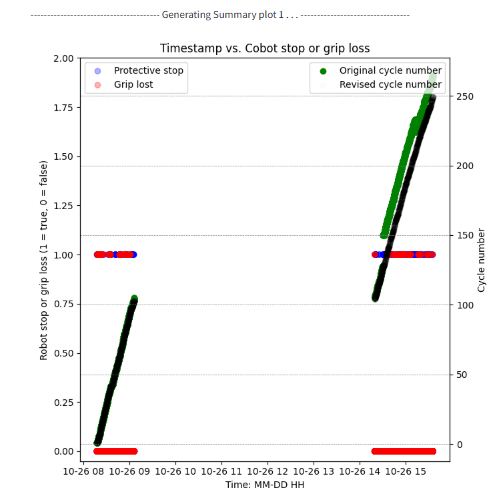 ---------------------------------------- Generating Summary plot 1 . . . ----------------------------------
Timestamp vs. Cobot stop or grip loss
Protective stop
Grip lost
Original cycle number
Revised cycle number
Robot stop or grip loss (1 = true, 0 = false)
2.00
1.75
1.50
1.25
1.00
0.75
0.50
0.25
0.00
250
200
150
100
50
0
Cycle number
10-26 08 10-26 09 10-26 10 10-26 11 10-26 12 10-26 13 10-26 14 10-26 15
Time: MM-DD HH